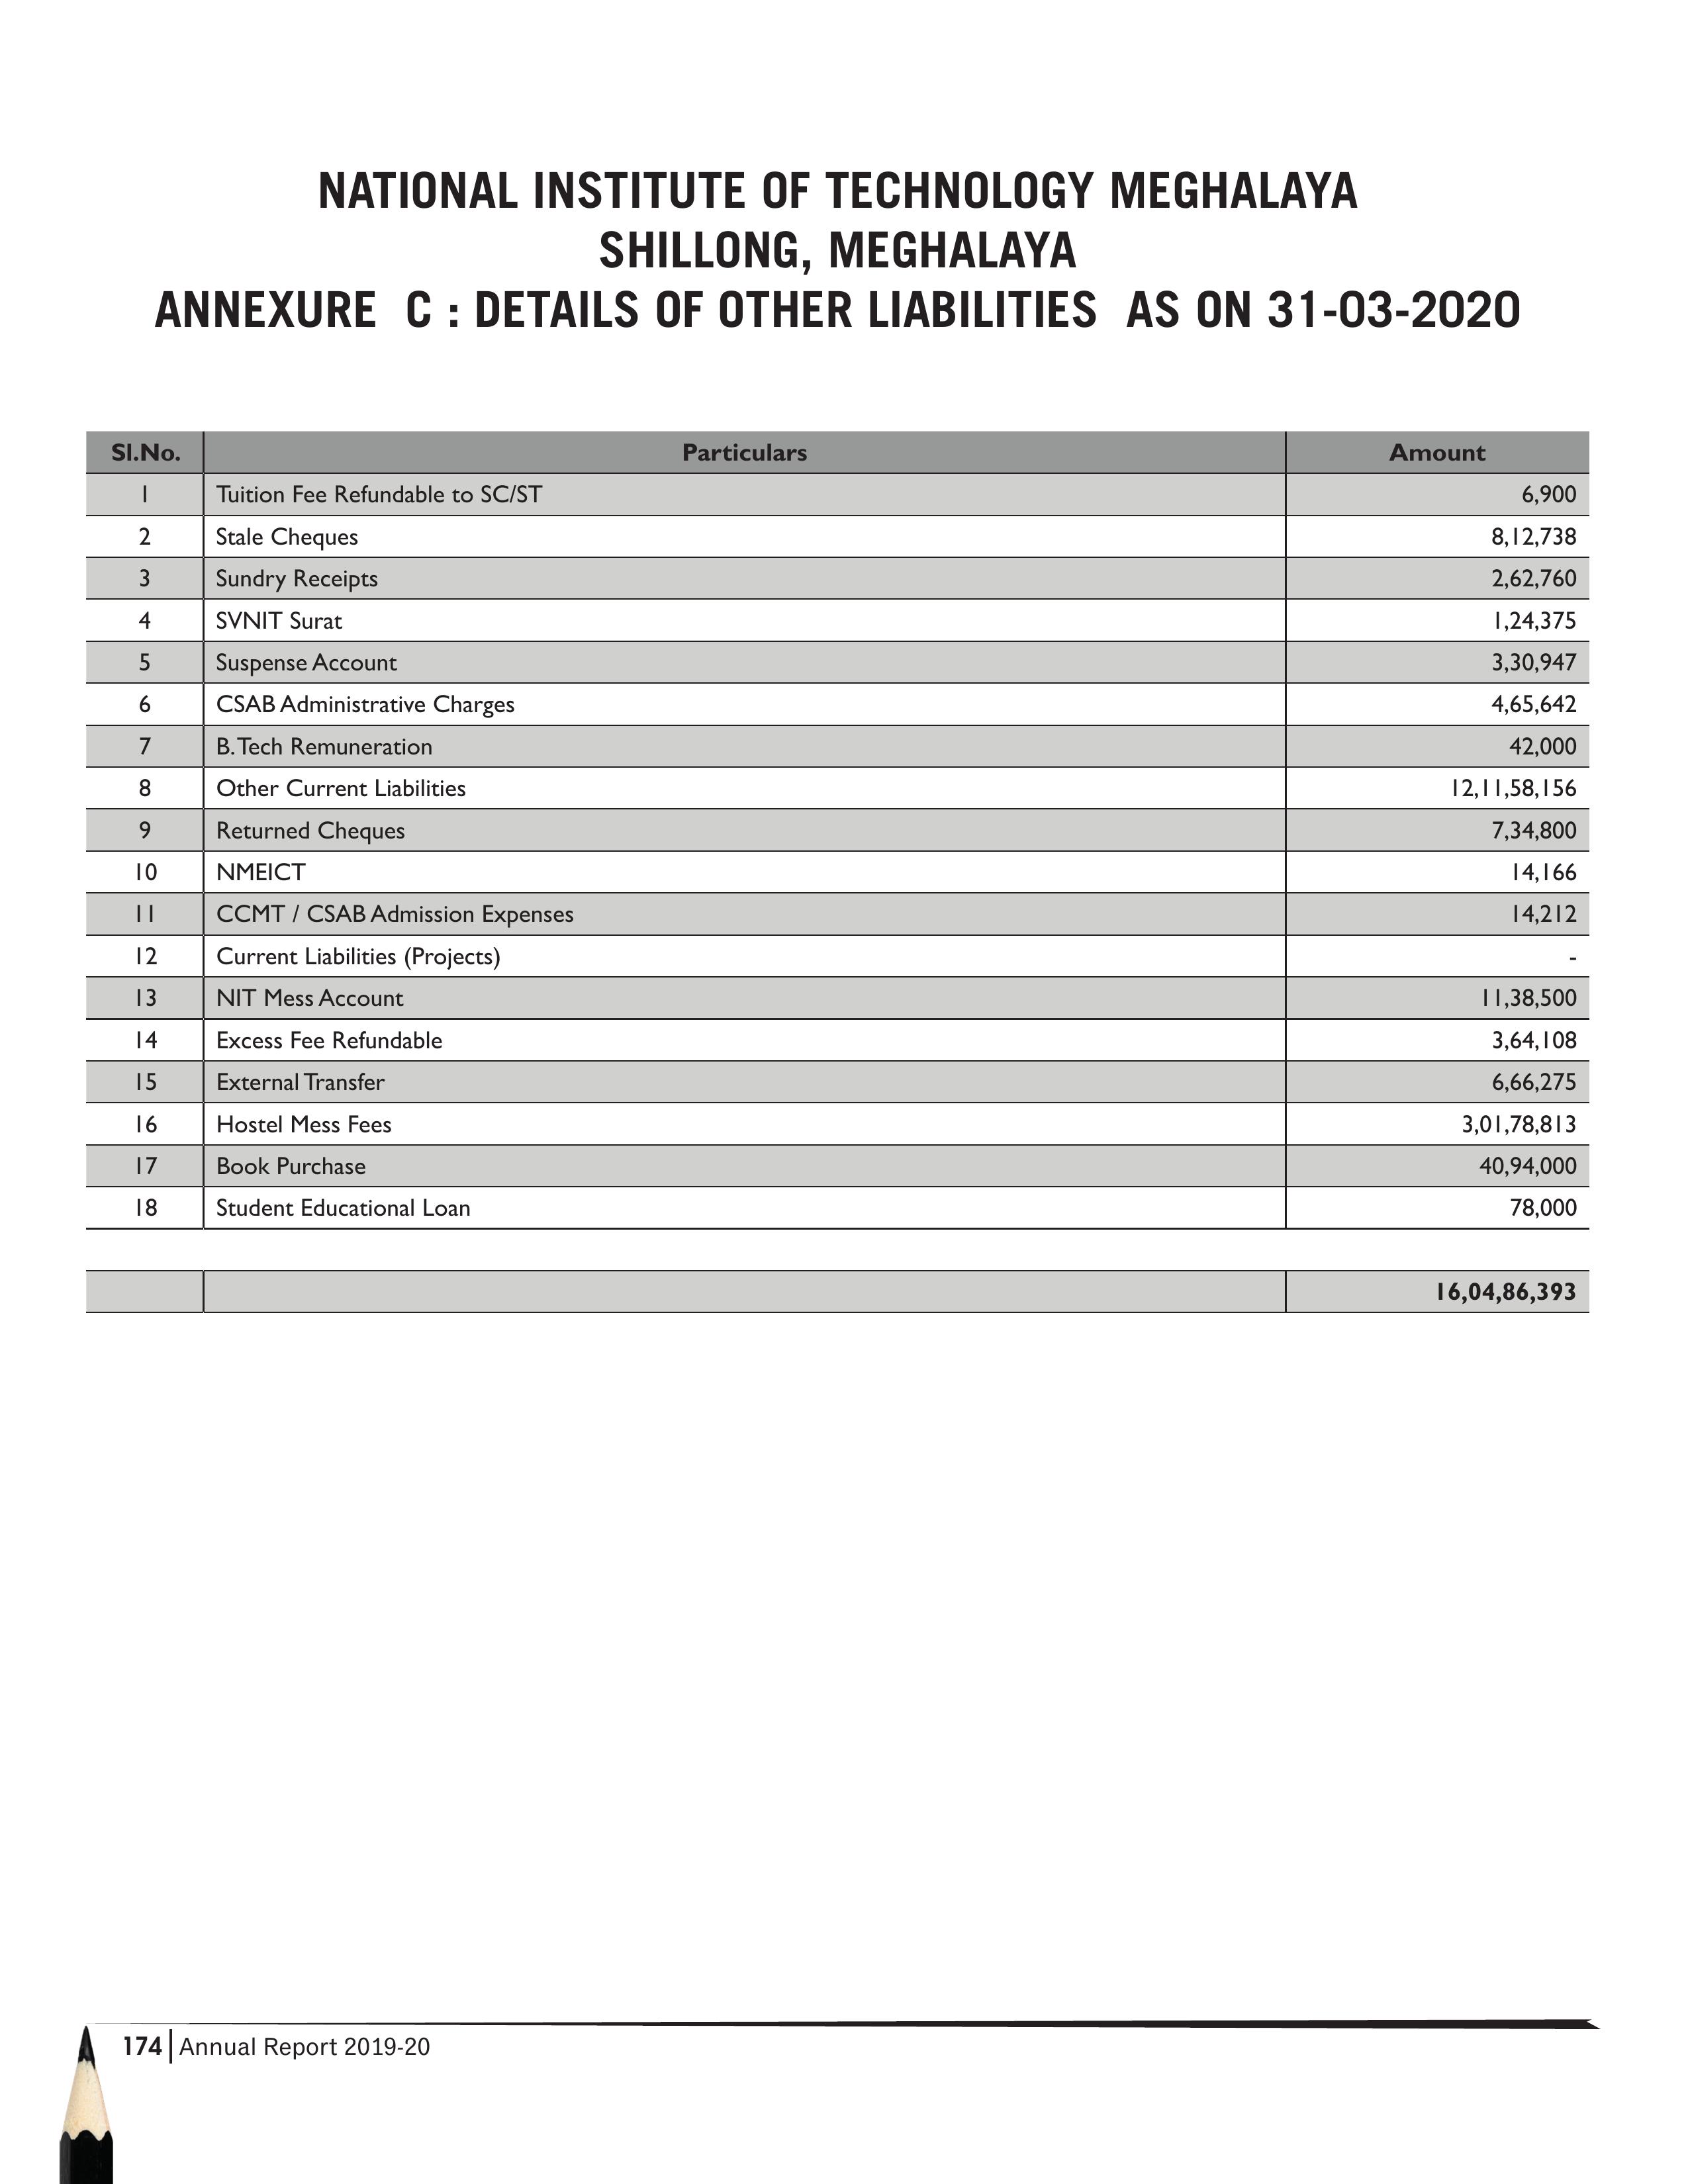 NATIONAL INSTITUTE OF TECHNOLOGY MEGHALAYA
SHILLONG, MEGHALAYA
ANNEXURE C : DETAILS OF OTHER LIABILITIES AS ON 31-03-2020
Sl.No. Particulars Amount
1 Tuition Fee Refundable to SC/ST 6,900
2 Stale Cheques 8,12,738
3 Sundry Receipts 2,62,760
4 SVNIT Surat 1,24,375
5 Suspense Account 3,30,947
6 CSAB Administrative Charges 4,65,642
7 B.Tech Remuneration 42,000
8 Other Current Liabilities 12,11,58,156
9 Returned Cheques 7,34,800
10 NMEICT 14,166
11 CCMT / CSAB Admission Expenses 14,212
12 Current Liabilities (Projects) -
13 NIT Mess Account 11,38,500
14 Excess Fee Refundable 3,64,108
15 External Transfer 6,66,275
16 Hostel Mess Fees 3,01,78,813
17 Book Purchase 40,94,000
18 Student Educational Loan 78,000
16,04,86,393
174 Annual Report 2019-20